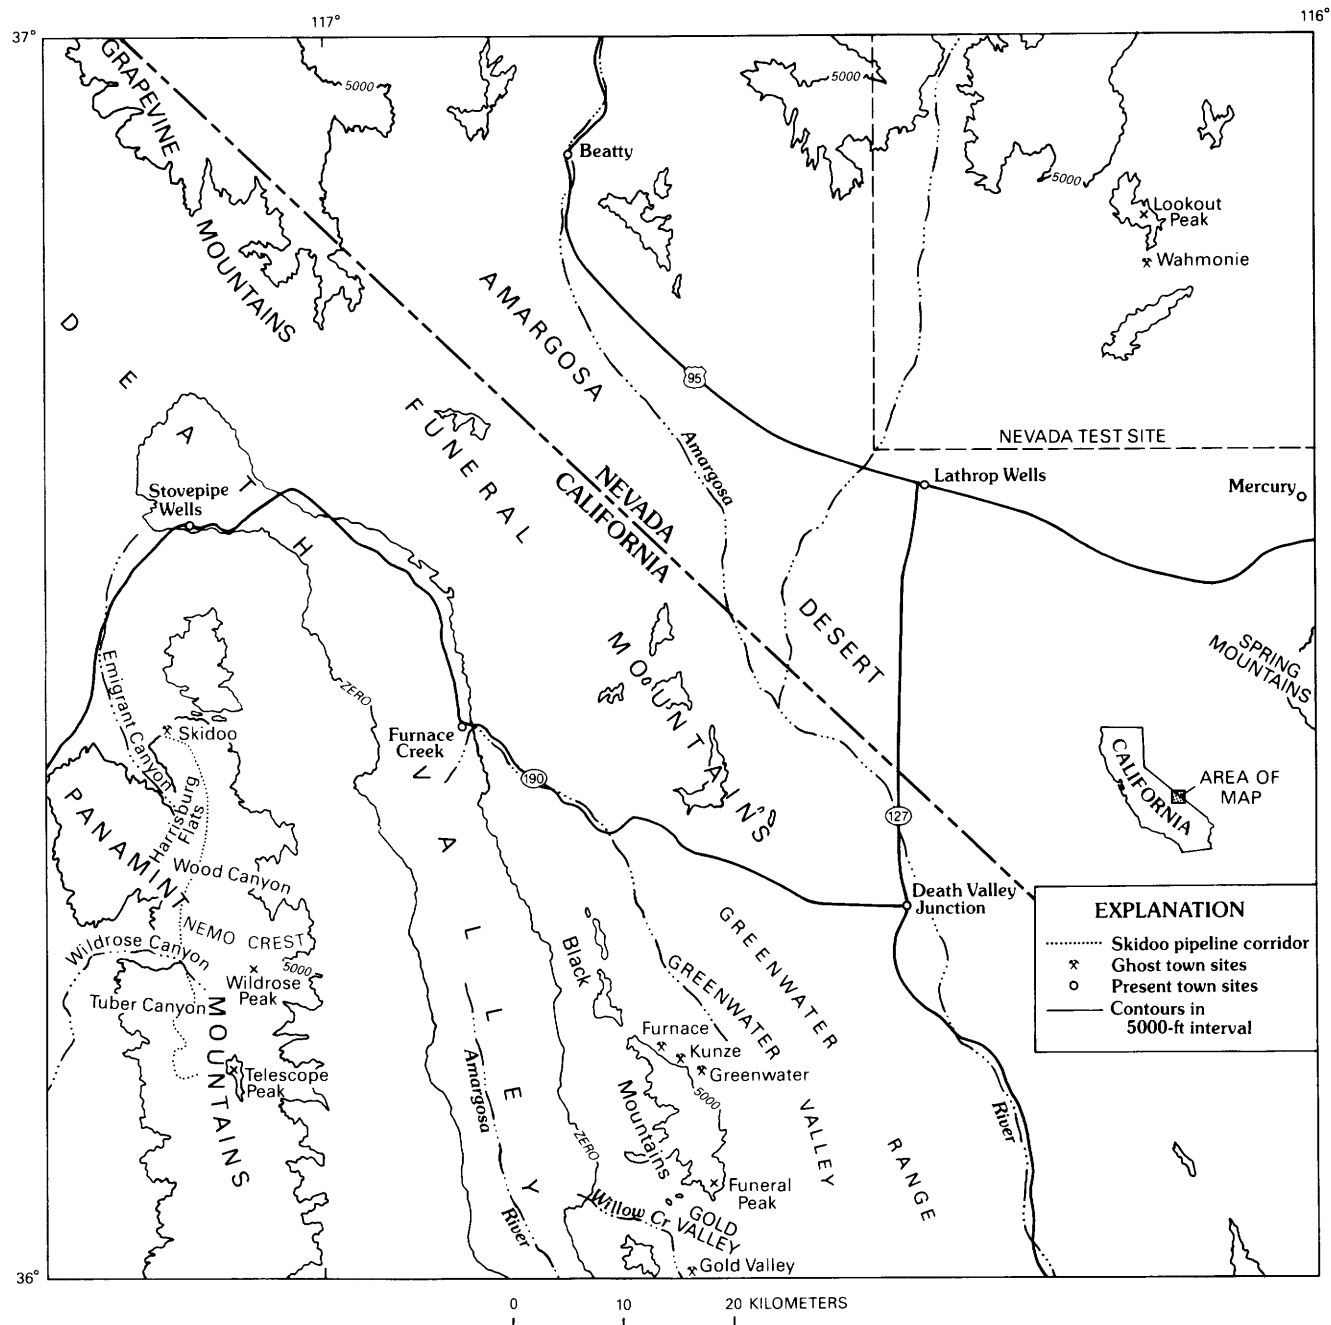 117°
116°
37°
GRAPEVINE
MOUNTAINS
5000
5000
5000
Beatty
Lookout
Peak
Wahmonie
AMARGOSA
DESERT
95
DEATH VALLEY
FUNERAL
MOUNTAINS
NEVADA
CALIFORNIA
Amargosa
NEVADA TEST SITE
Lathrop Wells
Mercury
Stovepipe
Wells
SPRING
MOUNTAINS
ZERO
Emigrant Canyon
Skidoo
Furnace
Creek
190
127
CALIFORNIA
AREA OF
MAP
PANAMINT
MOUNTAINS
Harrisburg
Flats
Wood Canyon
NEMO CREST
Wildrose Canyon
5000
Wildrose
Peak
Tuber Canyon
Telescope
Peak
Death Valley
Junction
Black
Mountains
GREENWATER
RANGE
GREENWATER
VALLEY
Furnace
Kunze
Greenwater
5000
Amargosa
River
River
ZERO
Funeral
Peak
Willow Cr.
GOLD
VALLEY
Gold Valley
EXPLANATION
Skidoo pipeline corridor
Ghost town sites
Present town sites
Contours in
5000-ft interval
36°
0 10 20 KILOMETERS